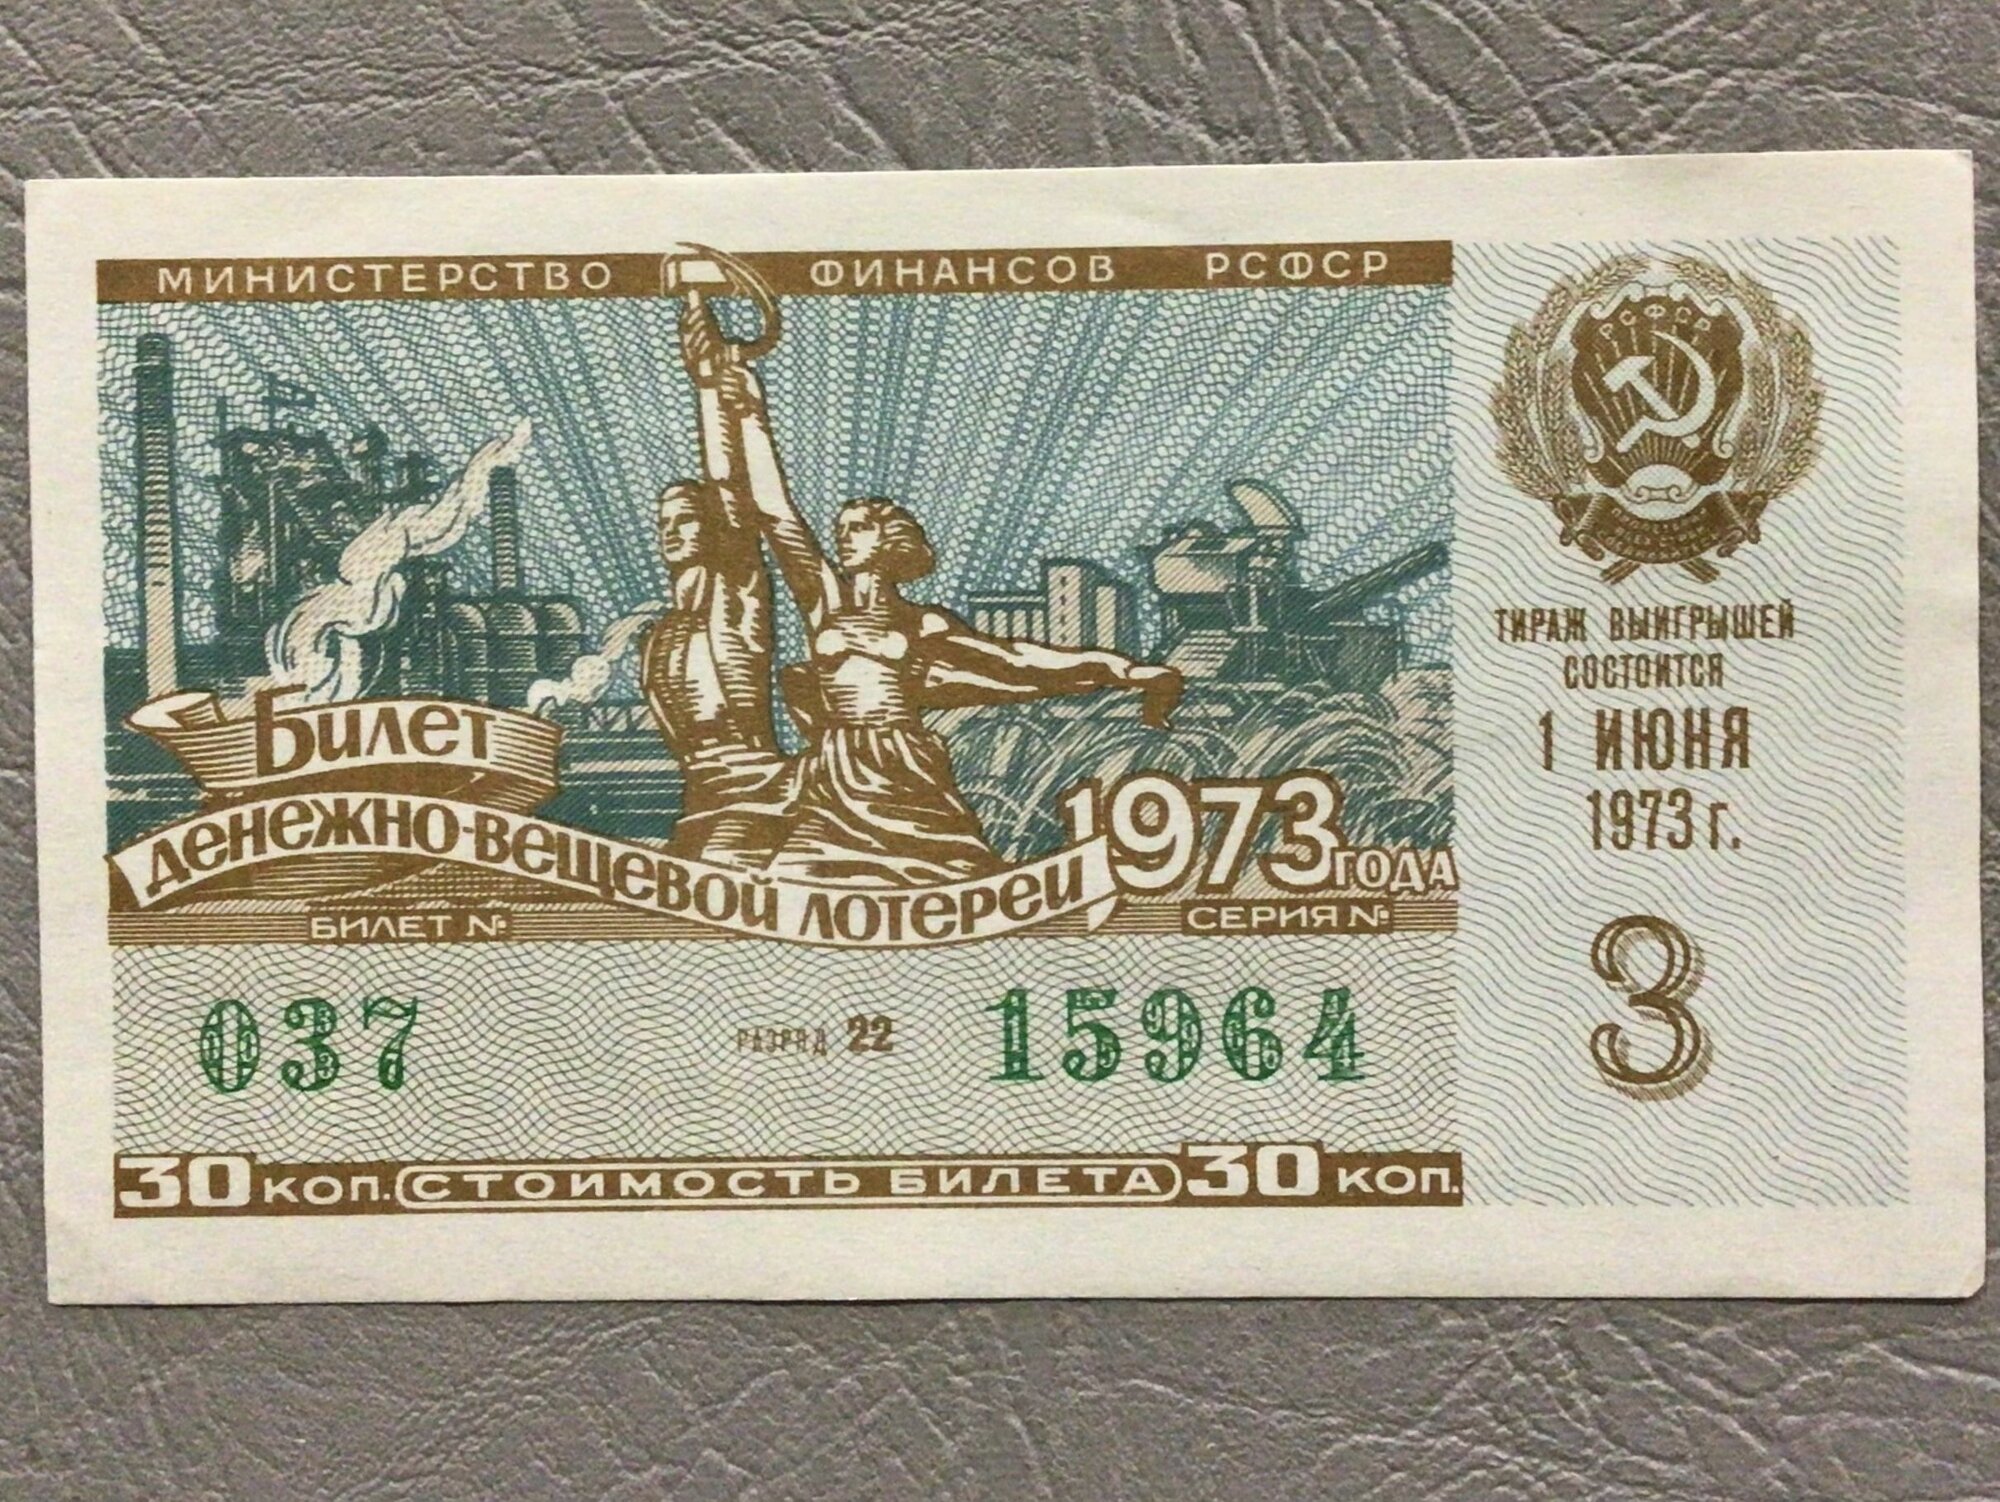 МИНИСТЕРСТВО ФИНАНСОВ РСФСР
РСФСР
ТИРАЖ ВЫИГРЫШЕЙ
СОСТОИТСЯ
1 ИЮНЯ
1973 г.
3
Билет
денежно-вещевой лотереи 1973 ГОДА
БИЛЕТ № СЕРИЯ №
037 РАЗРЯД 22 15964
30 КОП. СТОИМОСТЬ БИЛЕТА 30 КОП.